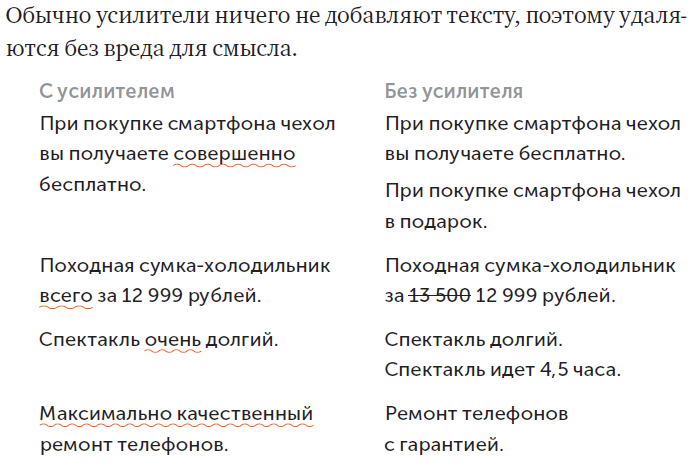 Обычно усилители ничего не добавляют тексту, поэтому удаля-
ются без вреда для смысла.
С усилителем
Без усилителя
При покупке смартфона чехол
вы получаете совершенно
бесплатно.
При покупке смартфона чехол
вы получаете бесплатно.
При покупке смартфона чехол
в подарок.
Походная сумка-холодильник
всего за 12 999 рублей.
Походная сумка-холодильник
за 13 500 12 999 рублей.
Спектакль очень долгий.
Спектакль долгий.
Спектакль идет 4,5 часа.
Максимально качественный
ремонт телефонов.
Ремонт телефонов
с гарантией.